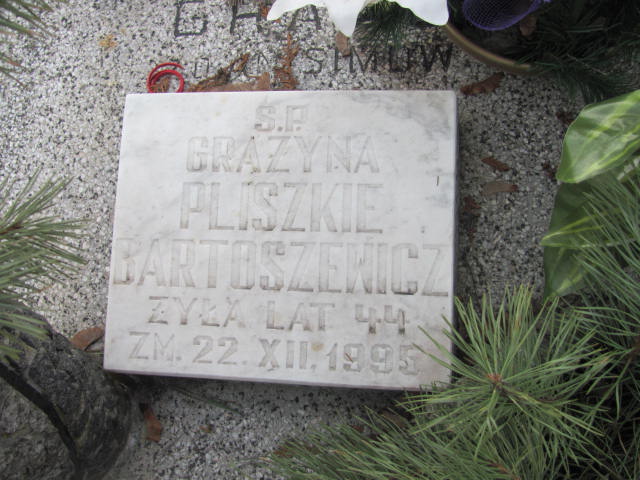 S.P.
GRAŻYNA
PLISZKIE
BARTOSZEWICZ
ŻYŁA LAT 44
ZM. 22. XII. 1995